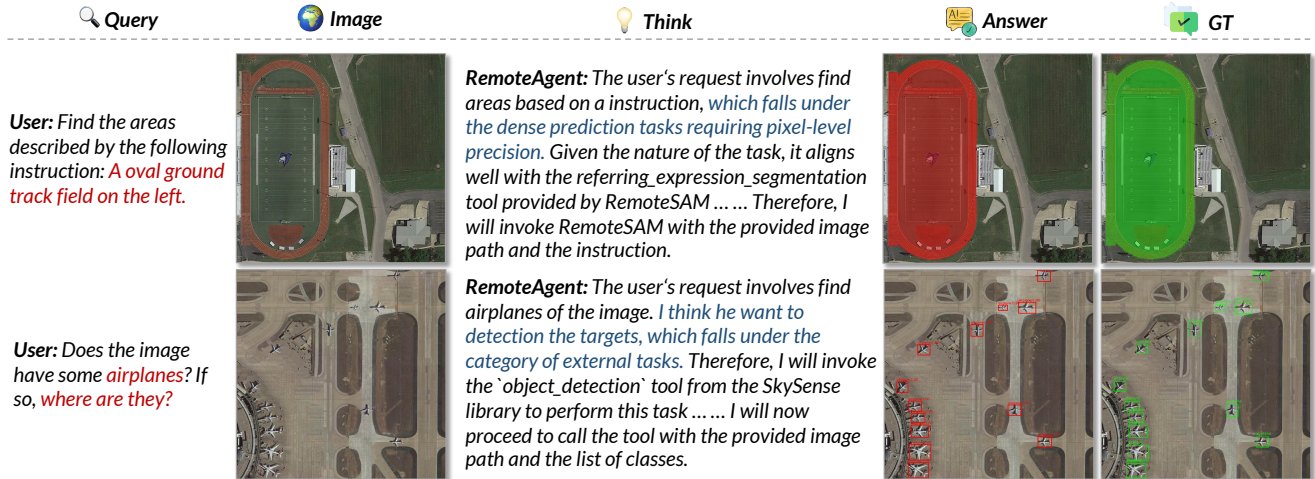 Query Image Think Answer GT
User: Find the areas
described by the following
instruction: A oval ground
track field on the left.
RemoteAgent: The user's request involves find
areas based on a instruction, which falls under
the dense prediction tasks requiring pixel-level
precision. Given the nature of the task, it aligns
well with the referring_expression_segmentation
tool provided by RemoteSAM ... ... Therefore, I
will invoke RemoteSAM with the provided image
path and the instruction.
User: Does the image
have some airplanes? If
so, where are they?
RemoteAgent: The user's request involves find
airplanes of the image. I think he want to
detection the targets, which falls under the
category of external tasks. Therefore, I will invoke
the `object_detection` tool from the SkySense
library to perform this task ... ... I will now
proceed to call the tool with the provided image
path and the list of classes.